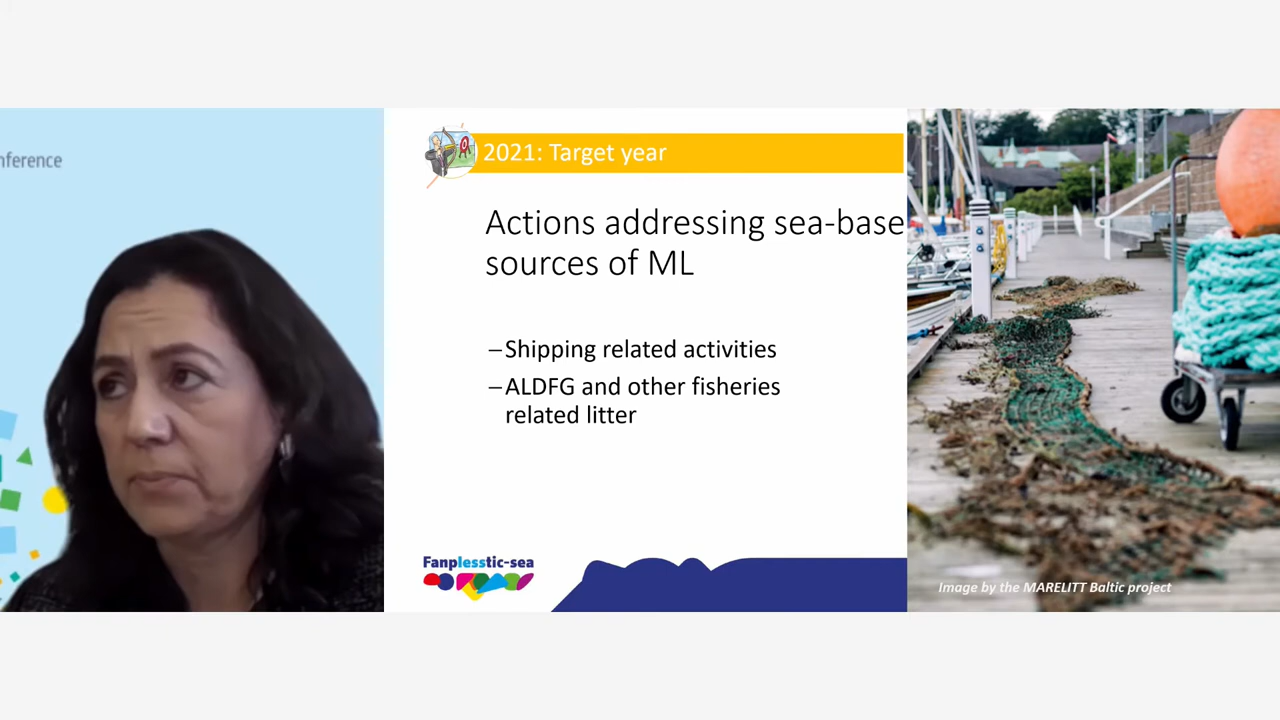 nference
2021: Target year
Actions addressing sea-base
sources of ML
–Shipping related activities
–ALDFG and other fisheries
related litter
Fanplesstic-sea
Image by the MARELITT Baltic project